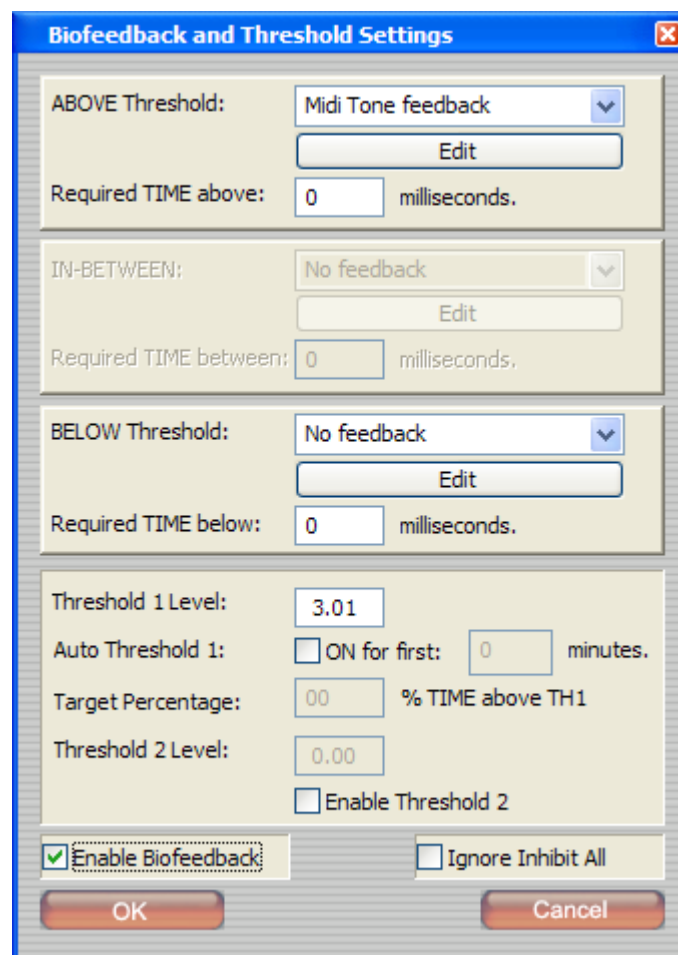 Biofeedback and Threshold Settings
ABOVE Threshold: Midi Tone feedback
Edit
Required TIME above: 0 milliseconds.
IN-BETWEEN: No feedback
Edit
Required TIME between: 0 milliseconds.
BELOW Threshold: No feedback
Edit
Required TIME below: 0 milliseconds.
Threshold 1 Level: 3.01
Auto Threshold 1: ON for first: 0 minutes.
Target Percentage: 00 % TIME above TH1
Threshold 2 Level: 0.00
Enable Threshold 2
Enable Biofeedback Ignore Inhibit All
OK Cancel